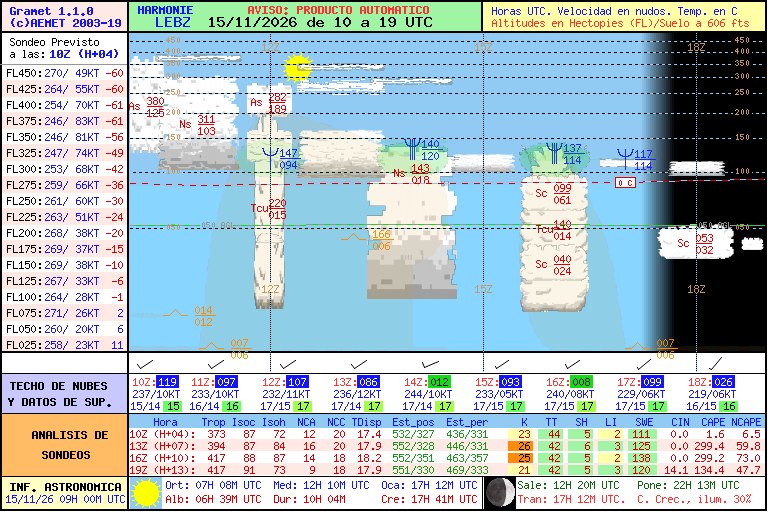 Gramet 1.1.0
(c)AEMET 2003-19
HARMONIE
LEBZ
AVISO: PRODUCTO AUTOMATICO
15/11/2026 de 10 a 19 UTC
Horas UTC. Velocidad en nudos. Temp. en C
Altitudes en Hectopies (FL)/Suelo a 606 fts
Sondeo Previsto
a las: 10Z (H+04)
FL450: 270/ 49KT -60
FL425: 264/ 55KT -60
FL400: 254/ 70KT -61
FL375: 246/ 83KT -61
FL350: 246/ 81KT -56
FL325: 247/ 74KT -49
FL300: 253/ 68KT -42
FL275: 259/ 66KT -36
FL250: 261/ 60KT -30
FL225: 263/ 51KT -24
FL200: 268/ 38KT -20
FL175: 269/ 37KT -15
FL150: 269/ 38KT -10
FL125: 267/ 33KT -6
FL100: 264/ 28KT -1
FL075: 271/ 26KT 2
FL050: 260/ 20KT 6
FL025: 258/ 23KT 11
12Z
15Z
18Z
As 380
125
Ns 311
103
As 282
189
147
094
Tcu 220
015
140
120
Ns 143
018
166
006
137
114
Sc 099
061
Tcu 140
014
Sc 040
024
117
114
0 C
Sc 053
032
014
012
007
006
007
006
12Z
15Z
18Z
TECHO DE NUBES
Y DATOS DE SUP.
10Z: 119 11Z: 097 12Z: 107 13Z: 086 14Z: 012 15Z: 093 16Z: 008 17Z: 099 18Z: 026
237/10KT 233/11KT 232/11KT 236/12KT 244/10KT 233/05KT 240/08KT 229/06KT 219/06KT
15/14 15 16/14 16 17/15 17 17/14 17 17/14 17 17/15 17 17/15 17 17/15 17 16/15 16
ANALISIS DE
SONDEOS
Hora Trop Isoc Isoh NCA NCC TDisp Est_pos Est_per K TT SH LI SWE CIN CAPE NCAPE
10Z (H+04): 373 87 72 12 20 17.4 532/327 436/331 23 44 5 2 111 0.0 1.6 6.5
13Z (H+07): 394 87 84 16 20 17.9 552/345 446/333 26 42 5 3 125 0.0 299.4 59.8
16Z (H+10): 417 88 87 14 18 18.2 552/351 463/357 25 42 6 2 138 0.0 299.2 73.0
19Z (H+13): 417 91 73 9 18 17.9 551/330 469/333 21 42 5 3 120 14.1 134.4 47.7
INF. ASTRONOMICA
15/11/26 09H 00M UTC
Ort: 07H 08M UTC Med: 12H 10M UTC Oca: 17H 12M UTC
Alb: 06H 39M UTC Dur: 10H 04M Cre: 17H 41M UTC
Sale: 12H 20M UTC Pone: 22H 13M UTC
Tran: 17H 12M UTC. C. Crec., ilum. 30%